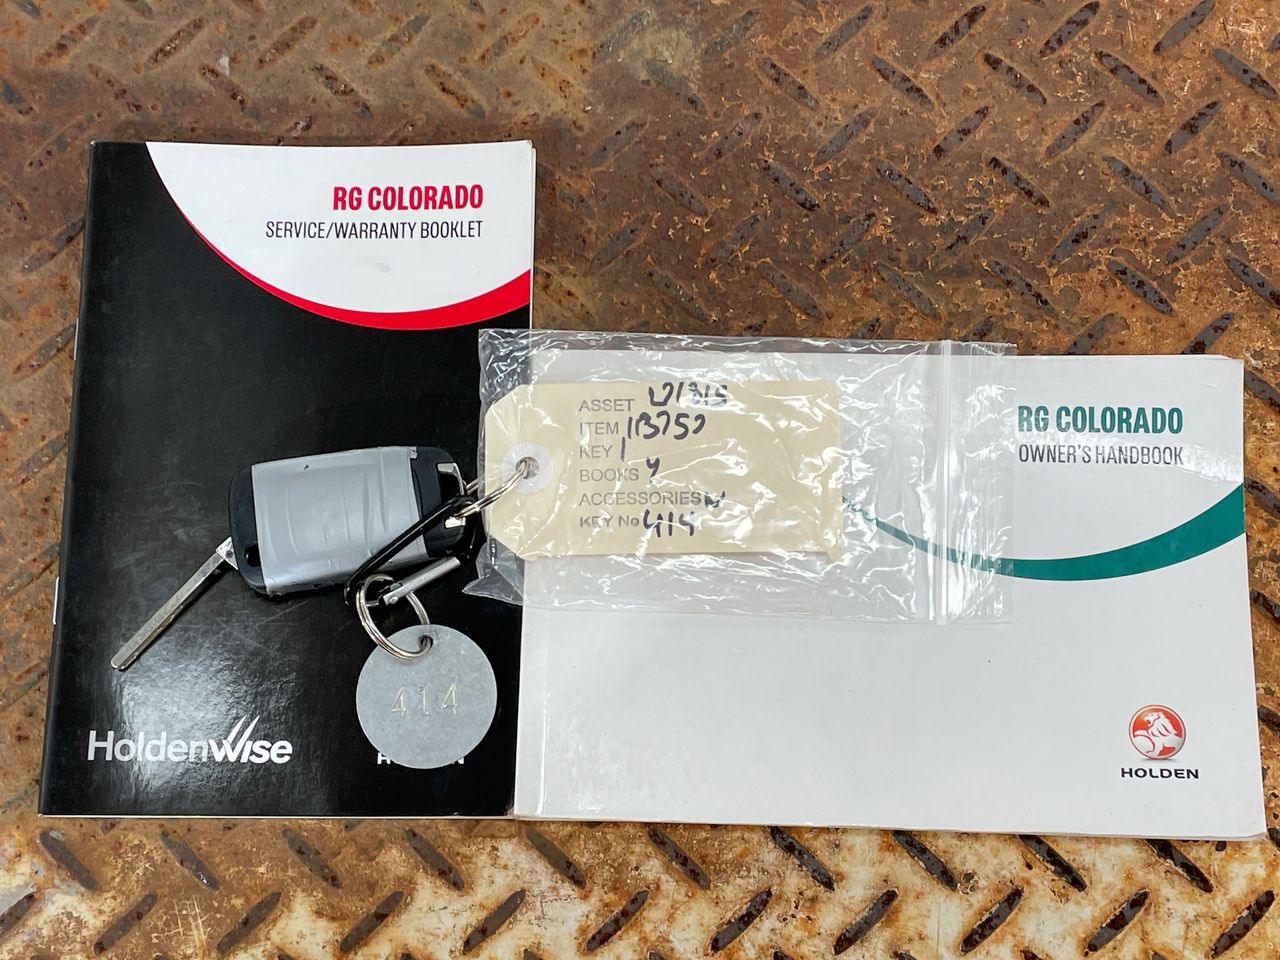 RG COLORADO
SERVICE/WARRANTY BOOKLET
HoldenWise
414
ASSET
ITEM
KEY 1
BOOKS Y
ACCESSORIES N
KEY No 414
RG COLORADO
OWNER'S HANDBOOK
HOLDEN